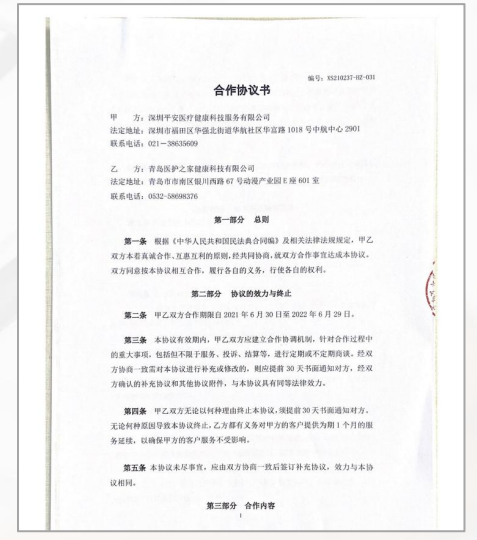 编号：XS210237-HZ-031
合作协议书
甲 方：深圳平安医疗健康科技服务有限公司
法定地址：深圳市福田区华强北街道华航社区华富路 1018 号中航中心 2901
联系电话：021-38635609
乙 方：青岛医护之家健康科技有限公司
法定地址：青岛市市南区银川西路 67 号动漫产业园 E 座 601 室
联系电话：0532-58698376
第一部分 总则
第一条 根据《中华人民共和国民法典合同编》及相关法律法规规定，甲乙
双方本着真诚合作、互惠互利的原则，经共同协商，就双方合作事宜达成本协议。
双方同意按本协议相互合作，履行各自的义务，行使各自的权利。
第二部分 协议的效力与终止
第二条 甲乙双方合作期限自 2021 年 6 月 30 日至 2022 年 6 月 29 日。
第三条 本协议有效期内，甲乙双方应建立合作协调机制，针对合作过程中
的重大事项，包括但不限于服务、投诉、结算等，进行定期或不定期商谈。经双
方协商一致需对本协议进行补充或修改的，则应提前 30 天书面通知对方、经双
方确认的补充协议和其他协议附件、与本协议具有同等法律效力。
第四条 甲乙双方无论以何种理由终止本协议，须提前 30 天书面通知对方。
无论何种原因导致本协议终止，乙方都有义务对甲方的客户提供为期 1 个月的服
务延续，以确保甲方的客户服务不受影响。
第五条 本协议未尽事宜，应由双方协商一致后签订补充协议，效力与本协
议相同。
第三部分 合作内容
1